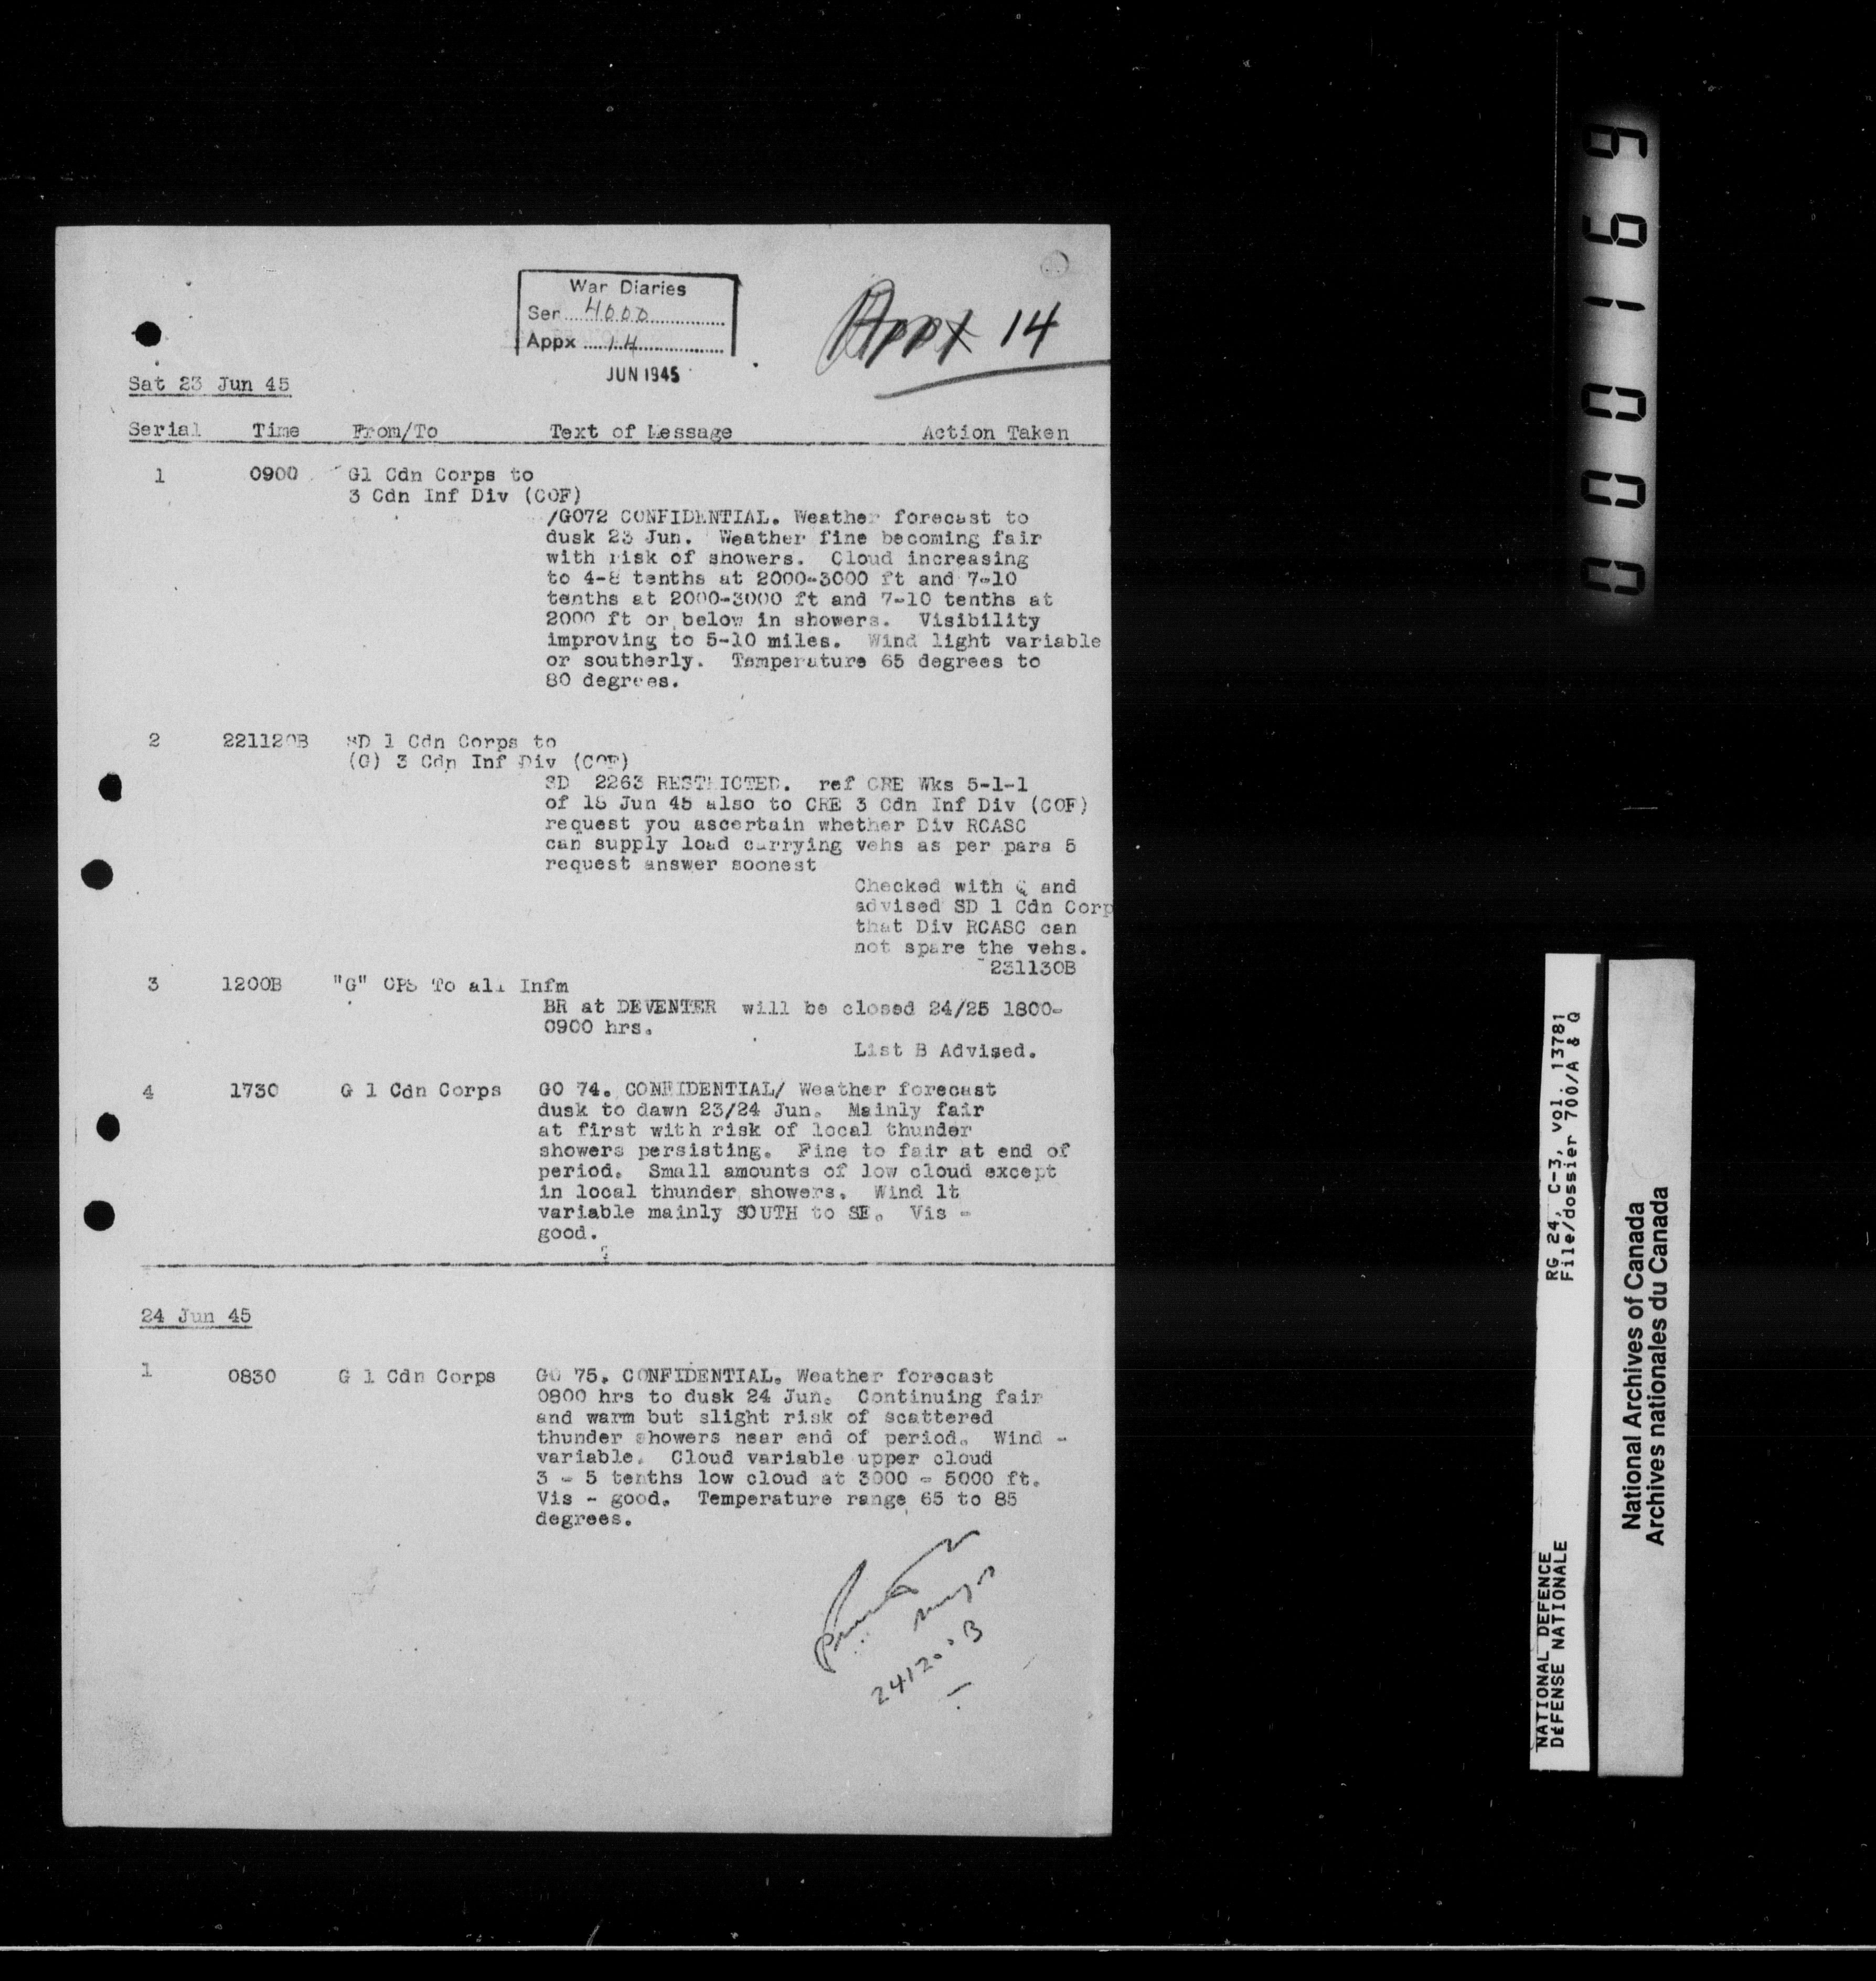 War Diaries
Ser 4000
Appx 14
JUN 1945
Appx 14
Sat 23 Jun 45
Serial Time From/To Text of Message Action Taken
1 0900 G1 Cdn Corps to
3 Cdn Inf Div (COF)
/GO72 CONFIDENTIAL. Weather forecast to
dusk 23 Jun. Weather fine becoming fair
with risk of showers. Cloud increasing
to 4-8 tenths at 2000-3000 ft and 7-10
tenths at 2000-3000 ft and 7-10 tenths at
2000 ft or below in showers. Visibility
improving to 5-10 miles. Wind light variable
or southerly. Temperature 65 degrees to
80 degrees.
2 221120B SD 1 Cdn Corps to
(G) 3 Cdn Inf Div (COF)
SD 2263 RESTRICTED. ref CRE Wks 5-1-1
of 18 Jun 45 also to CRE 3 Cdn Inf Div (COF)
request you ascertain whether Div RCASC
can supply load carrying vehs as per para 5
request answer soonest
Checked with Q and
advised SD 1 Cdn Corp
that Div RCASC can
not spare the vehs.
231130B
3 1200B "G" OPS To all Infm
BR at DEVENTER will be closed 24/25 1800-
0900 hrs.
List B Advised.
4 1730 G 1 Cdn Corps GO 74. CONFIDENTIAL/ Weather forecast
dusk to dawn 23/24 Jun. Mainly fair
at first with risk of local thunder
showers persisting. Fine to fair at end of
period. Small amounts of low cloud except
in local thunder showers. Wind lt
variable mainly SOUTH to SE. Vis -
good.
24 Jun 45
1 0830 G 1 Cdn Corps GO 75. CONFIDENTIAL. Weather forecast
0800 hrs to dusk 24 Jun. Continuing fair
and warm but slight risk of scattered
thunder showers near end of period. Wind -
variable. Cloud variable upper cloud
3 - 5 tenths low cloud at 3000 - 5000 ft.
Vis - good. Temperature range 65 to 85
degrees.
241200B
000169
RG 24, C-3, vol. 13781
File/dossier 700/A & Q
NATIONAL DEFENCE
DÉFENSE NATIONALE
National Archives of Canada
Archives nationales du Canada